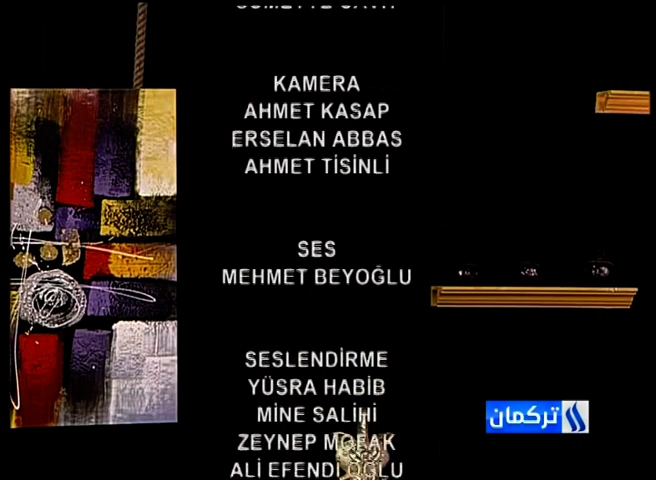 KAMERA
AHMET KASAP
ERSELAN ABBAS
AHMET TİSİNLİ
SES
MEHMET BEYOĞLU
SESLENDİRME
YÜSRA HABİB
MİNE SALİHİ
ZEYNEP
ALİ EFENDİ OĞLU
تركمان